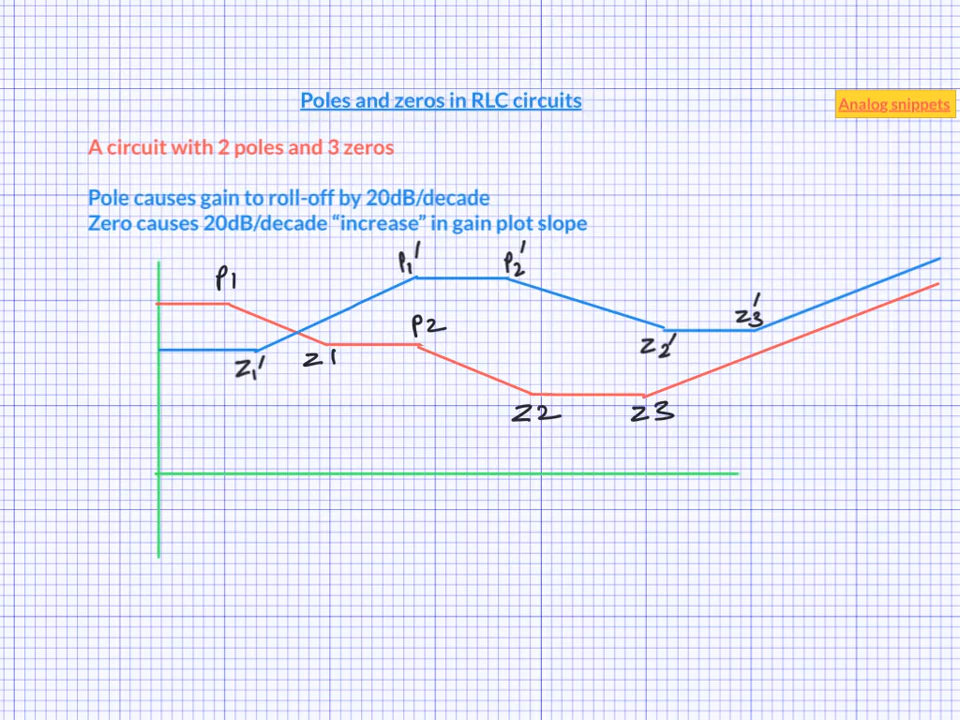 Poles and zeros in RLC circuits
Analog snippets
A circuit with 2 poles and 3 zeros
Pole causes gain to roll-off by 20dB/decade
Zero causes 20dB/decade “increase” in gain plot slope
P1
P1'
P2'
Z1'
Z1
P2
Z2'
Z3'
Z2
Z3